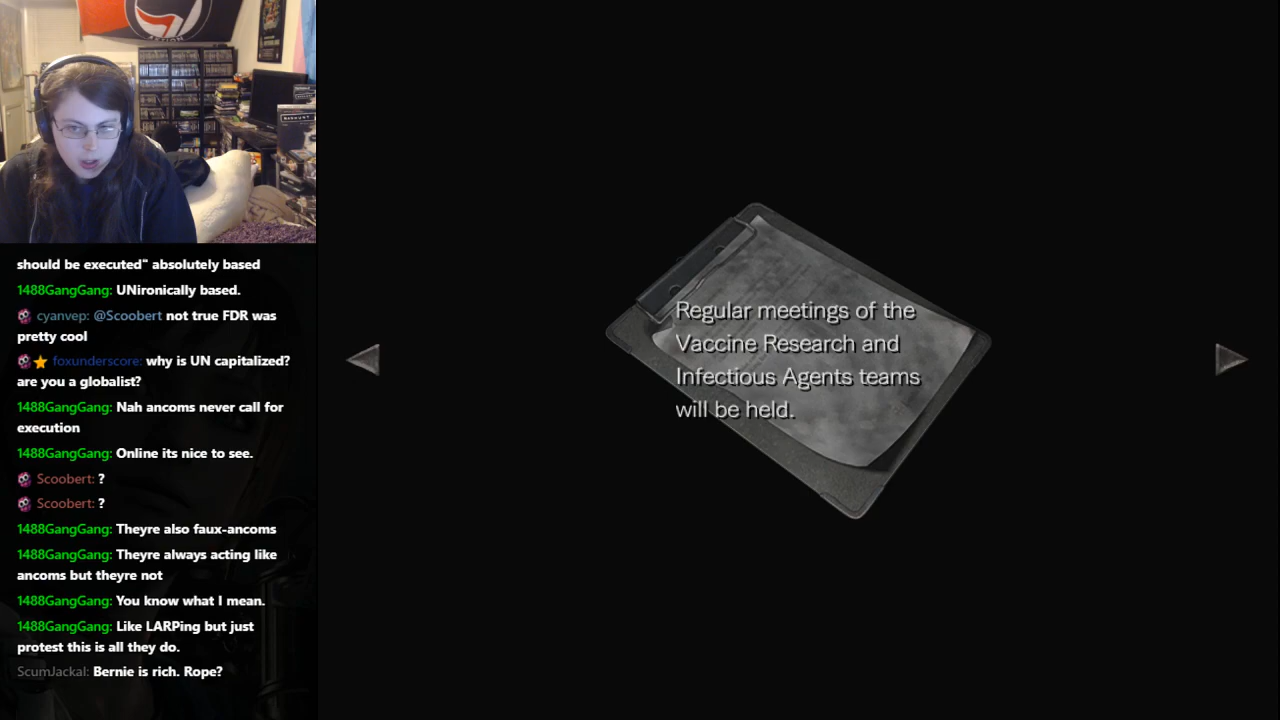 ACTION
should be executed" absolutely based
1488GangGang: UNironically based.
cyanvep: @Scoobert not true FDR was
pretty cool
foxunderscore: why is UN capitalized?
are you a globalist?
1488GangGang: Nah ancoms never call for
execution
1488GangGang: Online its nice to see.
Scoobert: ?
Scoobert: ?
1488GangGang: Theyre also faux-ancoms
1488GangGang: Theyre always acting like
ancoms but theyre not
1488GangGang: You know what I mean.
1488GangGang: Like LARPing but just
protest this is all they do.
ScumJackal: Bernie is rich. Rope?
Regular meetings of the
Vaccine Research and
Infectious Agents teams
will be held.